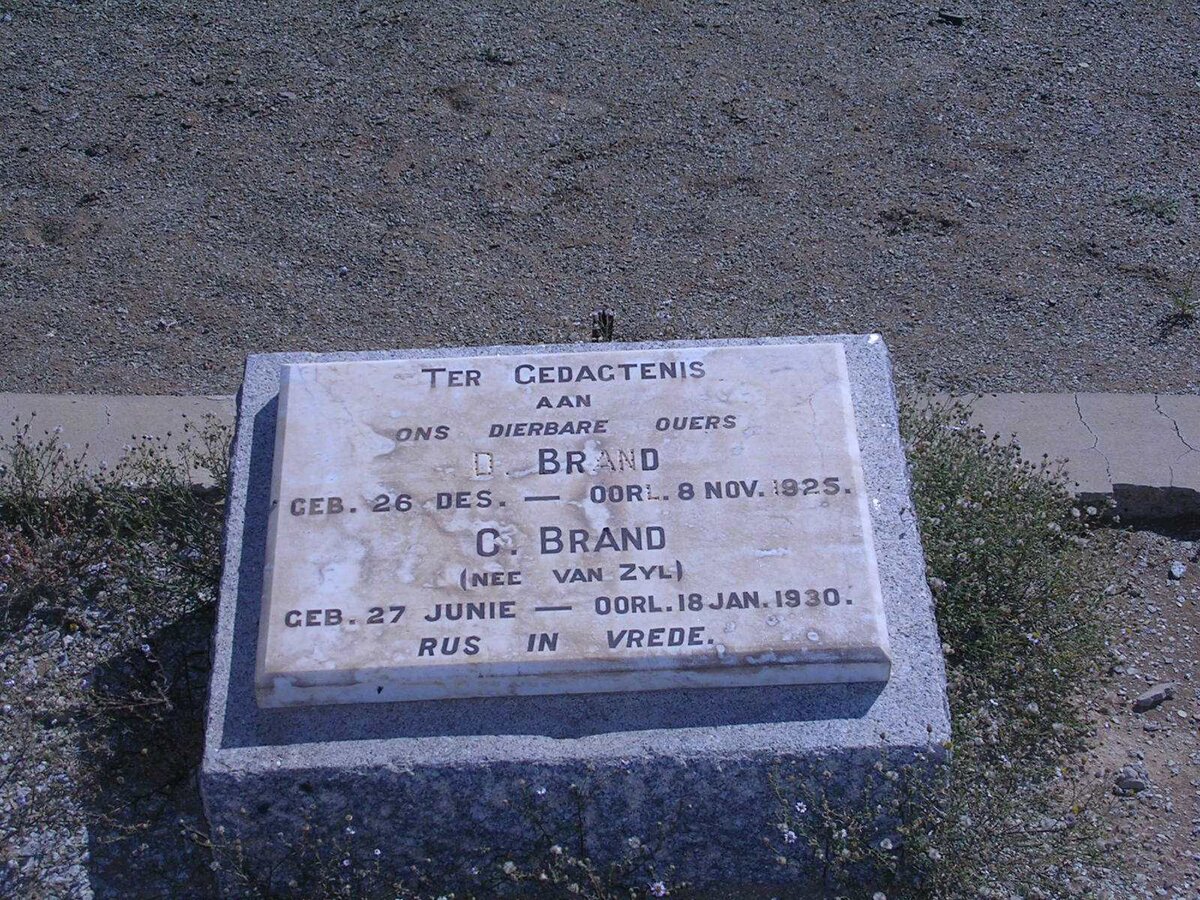 TER GEDAGTENIS
AAN
ONS DIERBARE OUERS
D. BRAND
GEB. 26 DES. — OORL. 8 NOV. 1925.
C. BRAND
(NEE VAN ZYL)
GEB. 27 JUNIE — OORL. 18 JAN. 1930.
RUS IN VREDE.